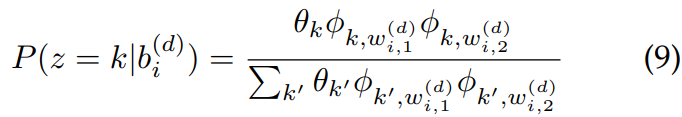 P(z = k|b_i^{(d)}) = \frac{\theta_k \phi_{k,w_{i,1}^{(d)}} \phi_{k,w_{i,2}^{(d)}}}{\sum_{k'} \theta_{k'} \phi_{k',w_{i,1}^{(d)}} \phi_{k',w_{i,2}^{(d)}}} (9)